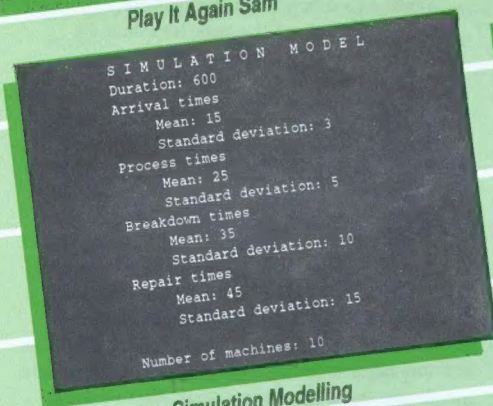 Play It Again Sam
SIMULATION MODEL
Duration: 600
Arrival times
Mean: 15
Standard deviation: 3
Process times
Mean: 25
Standard deviation: 5
Breakdown times
Mean: 35
Standard deviation: 10
Repair times
Mean: 45
Standard deviation: 15
Number of machines: 10
Simulation Modelling